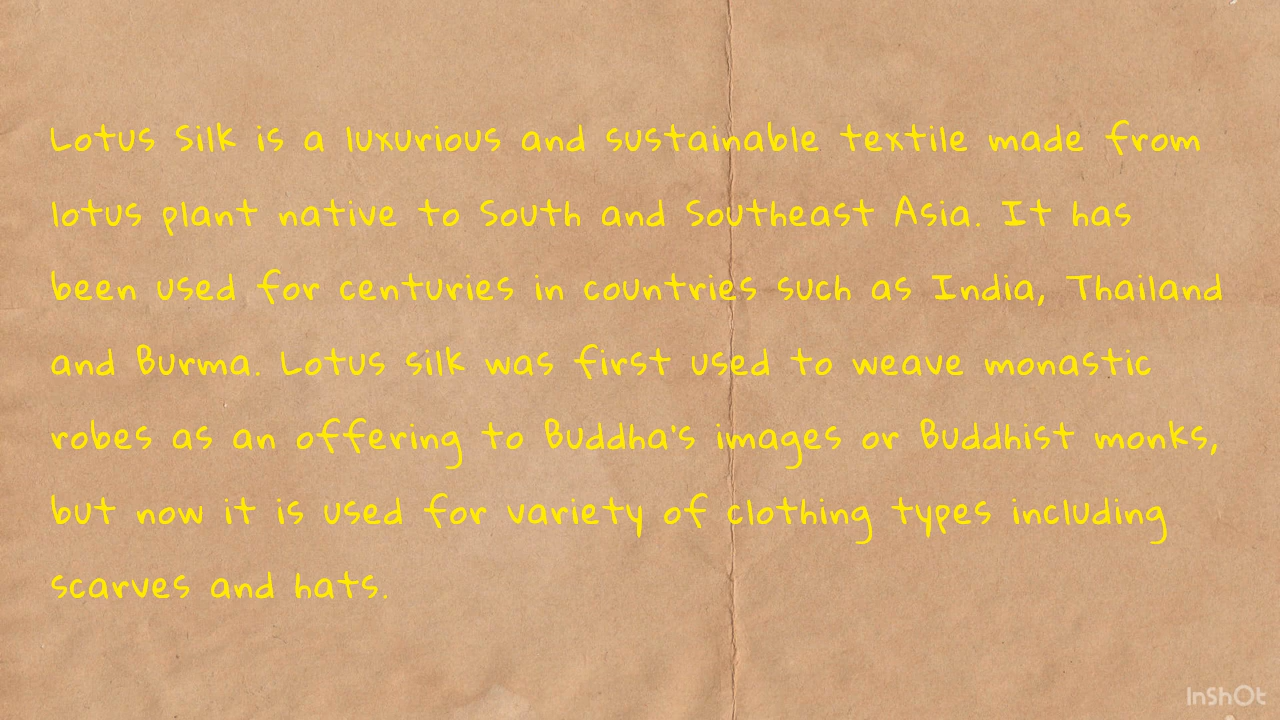 Lotus Silk is a luxurious and sustainable textile made from
lotus plant native to South and Southeast Asia. It has
been used for centuries in countries such as India, Thailand
and Burma. Lotus silk was first used to weave monastic
robes as an offering to Buddha's images or Buddhist monks,
but now it is used for variety of clothing types including
scarves and hats.
InShOt